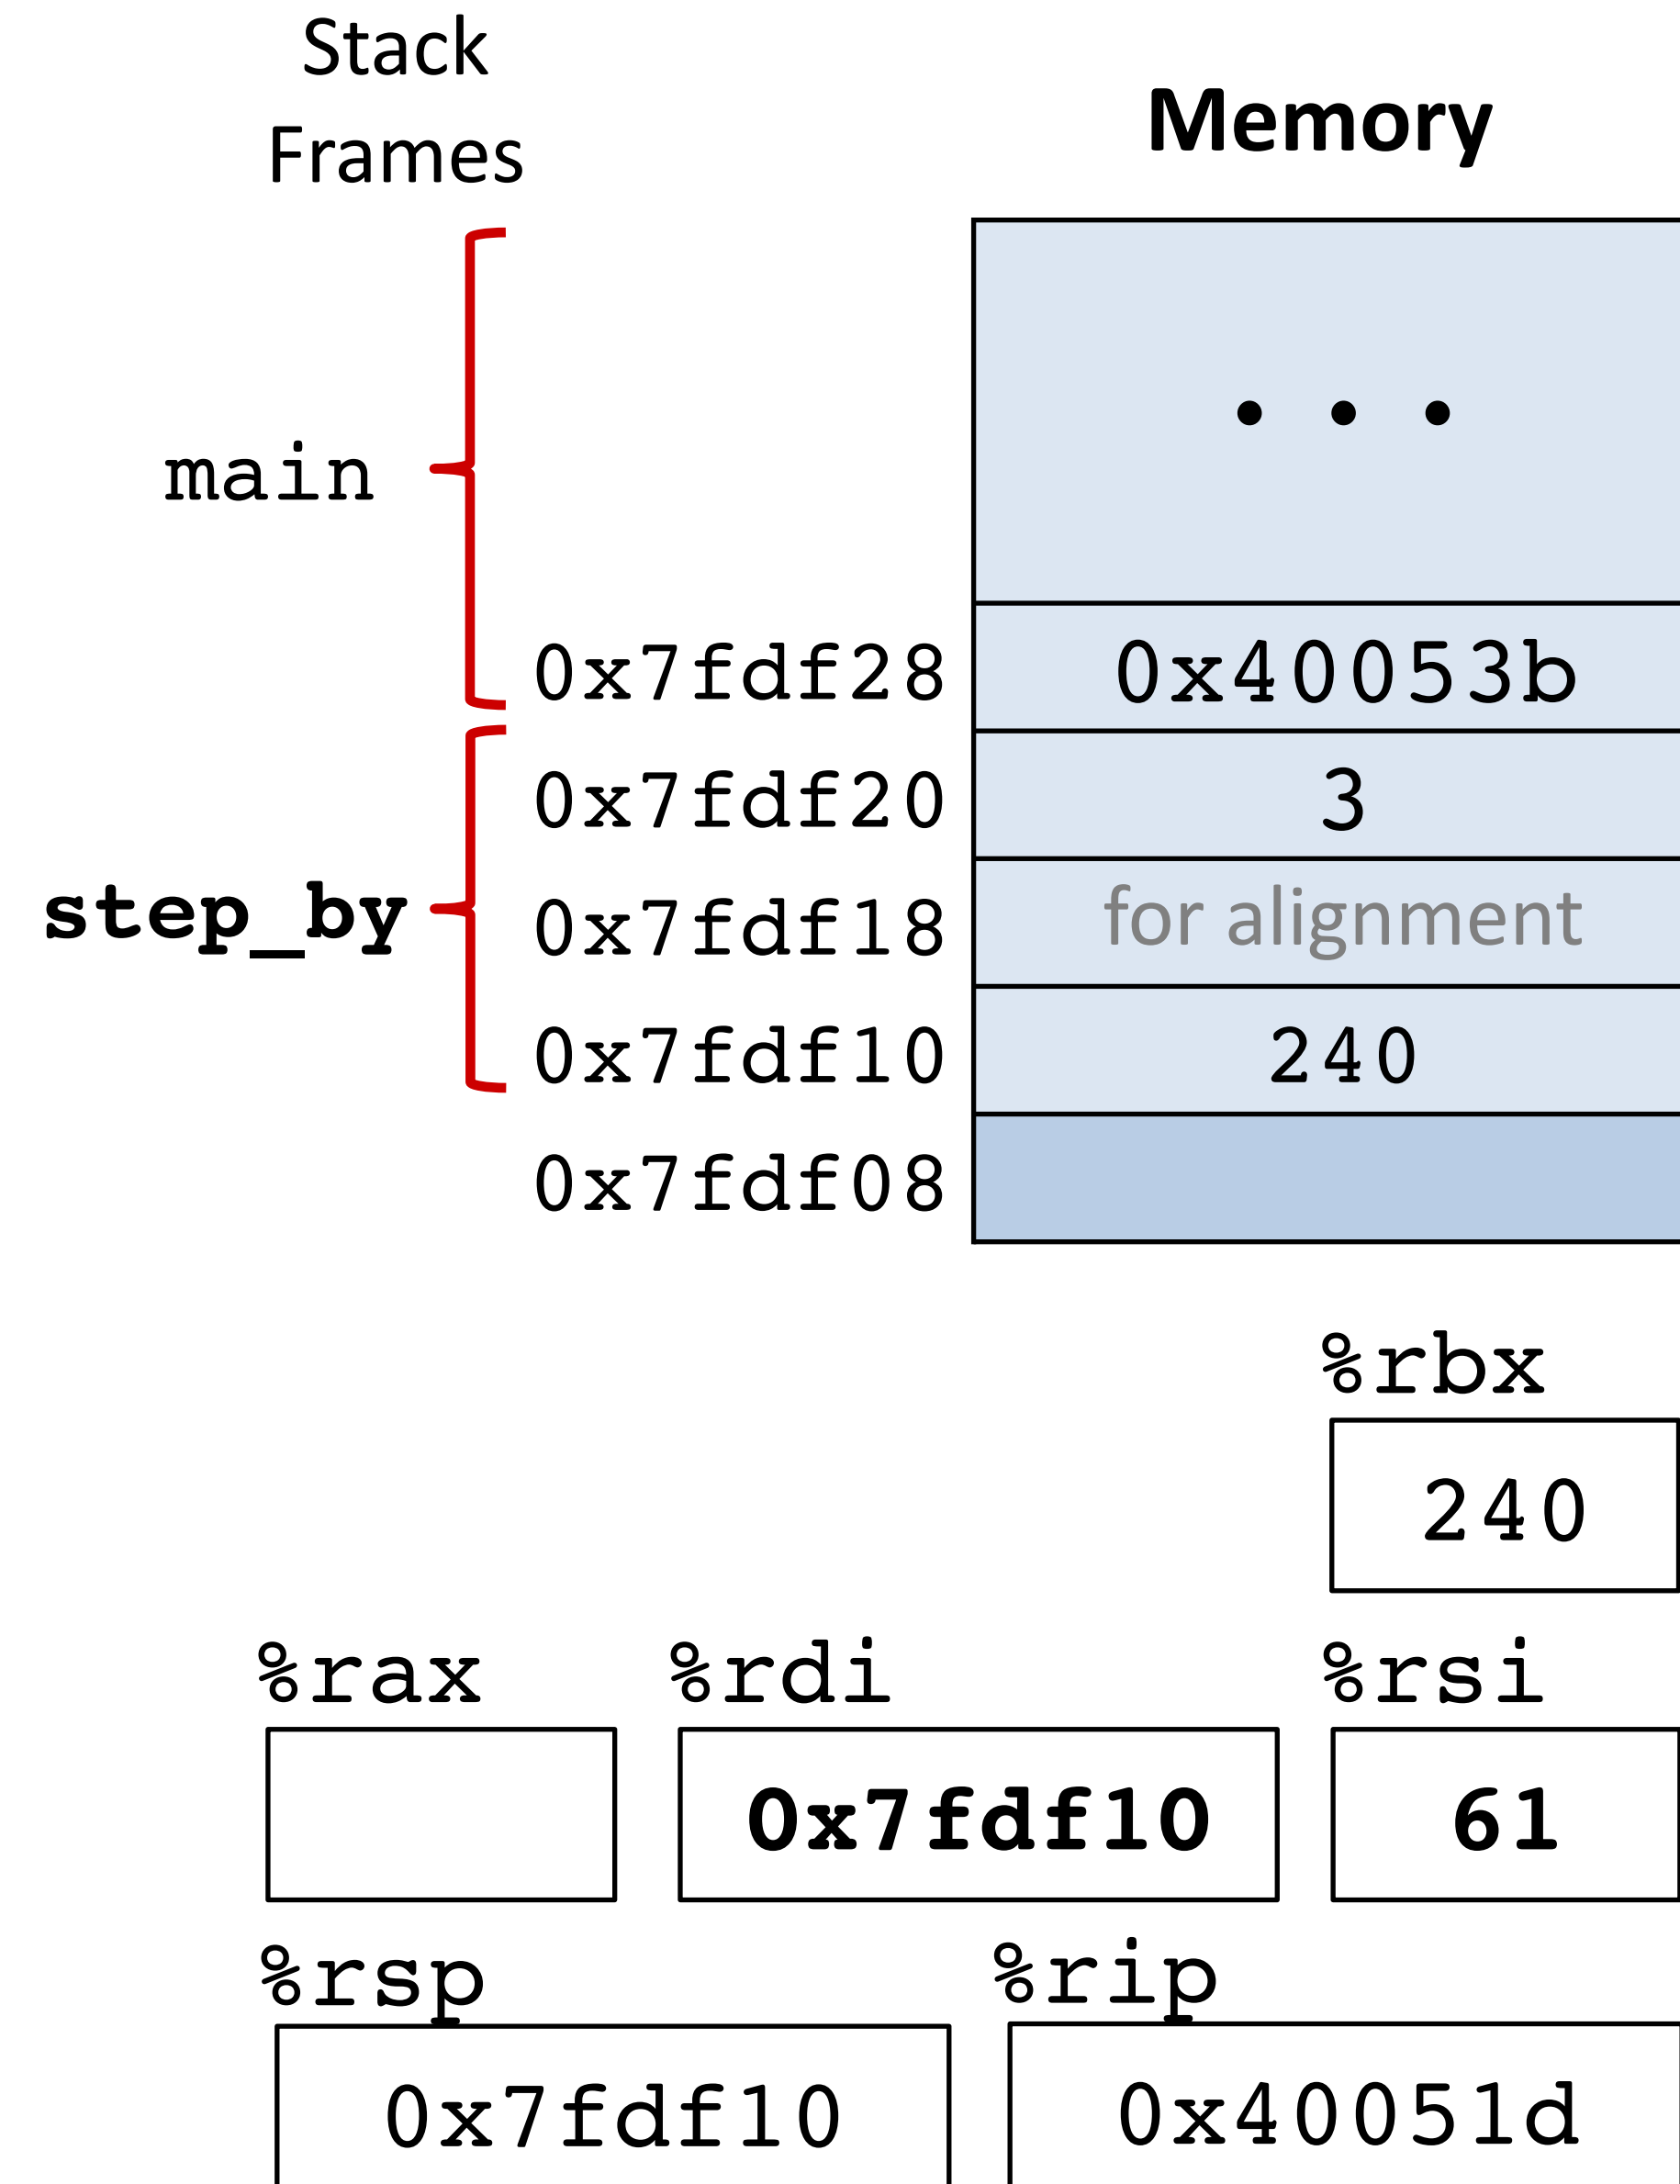 Stack
Frames
Memory
• • •
main
0x7fdf28 0x40053b
0x7fdf20 3
step_by 0x7fdf18 for alignment
0x7fdf10 240
0x7fdf08
%rbx
240
%rax %rdi %rsi
0x7fdf10 61
%rsp %rip
0x7fdf10 0x40051d